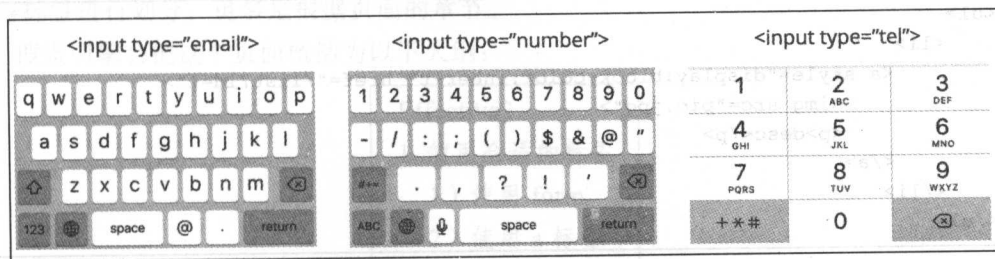 <input type="email">
q w e r t y u i o p
a s d f g h j k l
z x c v b n m
123 space @ . return
<input type="number">
1 2 3 4 5 6 7 8 9 0
- / : ; ( ) $ & @ "
#+= . , ? ! '
ABC space return
<input type="tel">
1 2 3
ABC DEF
4 5 6
GHI JKL MNO
7 8 9
PQRS TUV WXYZ
+*# 0